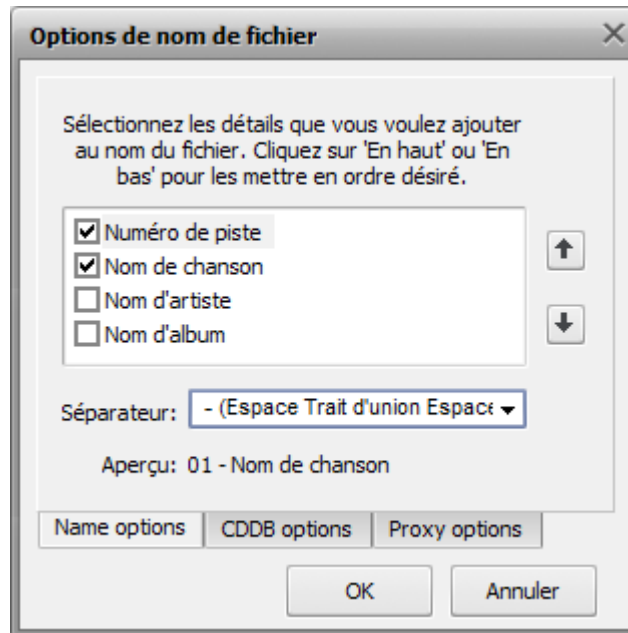 Options de nom de fichier
Sélectionnez les détails que vous voulez ajouter
au nom du fichier. Cliquez sur 'En haut' ou 'En
bas' pour les mettre en ordre désiré.
Numéro de piste
Nom de chanson
Nom d'artiste
Nom d'album
Séparateur: - (Espace Trait d'union Espace
Aperçu: 01 - Nom de chanson
Name options CDDB options Proxy options
OK Annuler